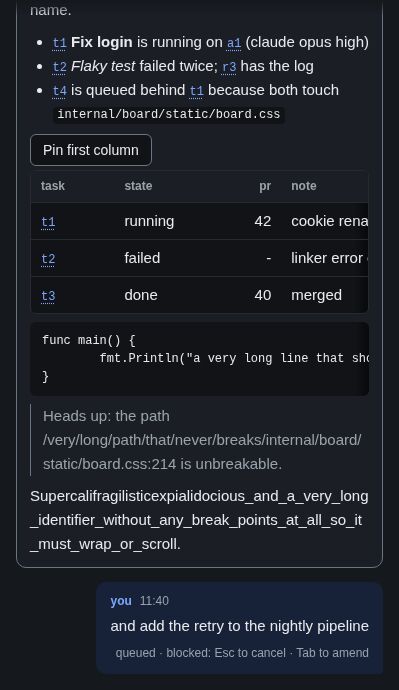 name.
t1 Fix login is running on a1 (claude opus high)
t2 Flaky test failed twice; r3 has the log
t4 is queued behind t1 because both touch
internal/board/static/board.css
Pin first column
task state pr note
t1 running 42 cookie rena
t2 failed - linker error
t3 done 40 merged
func main() {
fmt.Println("a very long line that sho
}
Heads up: the path
/very/long/path/that/never/breaks/internal/board/
static/board.css:214 is unbreakable.
Supercalifragilisticexpialidocious_and_a_very_long
_identifier_without_any_break_points_at_all_so_it
_must_wrap_or_scroll.
you 11:40
and add the retry to the nightly pipeline
queued · blocked: Esc to cancel · Tab to amend